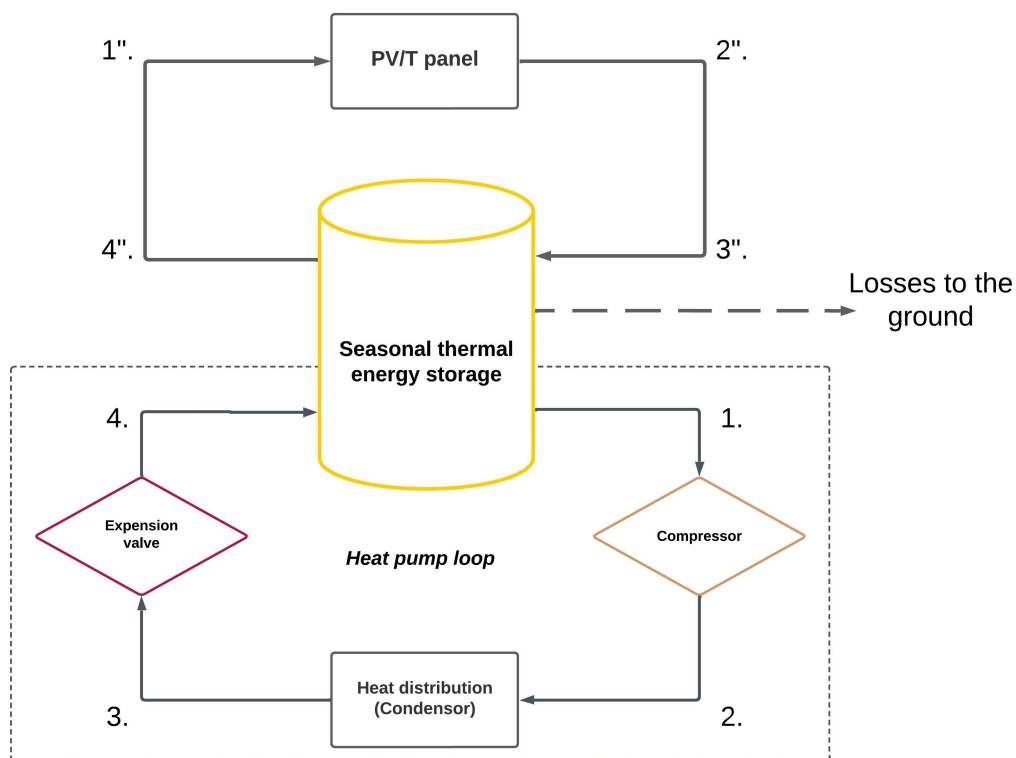 1".
PV/T panel
2".
4".
3".
Losses to the
ground
Seasonal thermal
energy storage
4.
1.
Expension
valve
Compressor
Heat pump loop
Heat distribution
(Condensor)
3.
2.